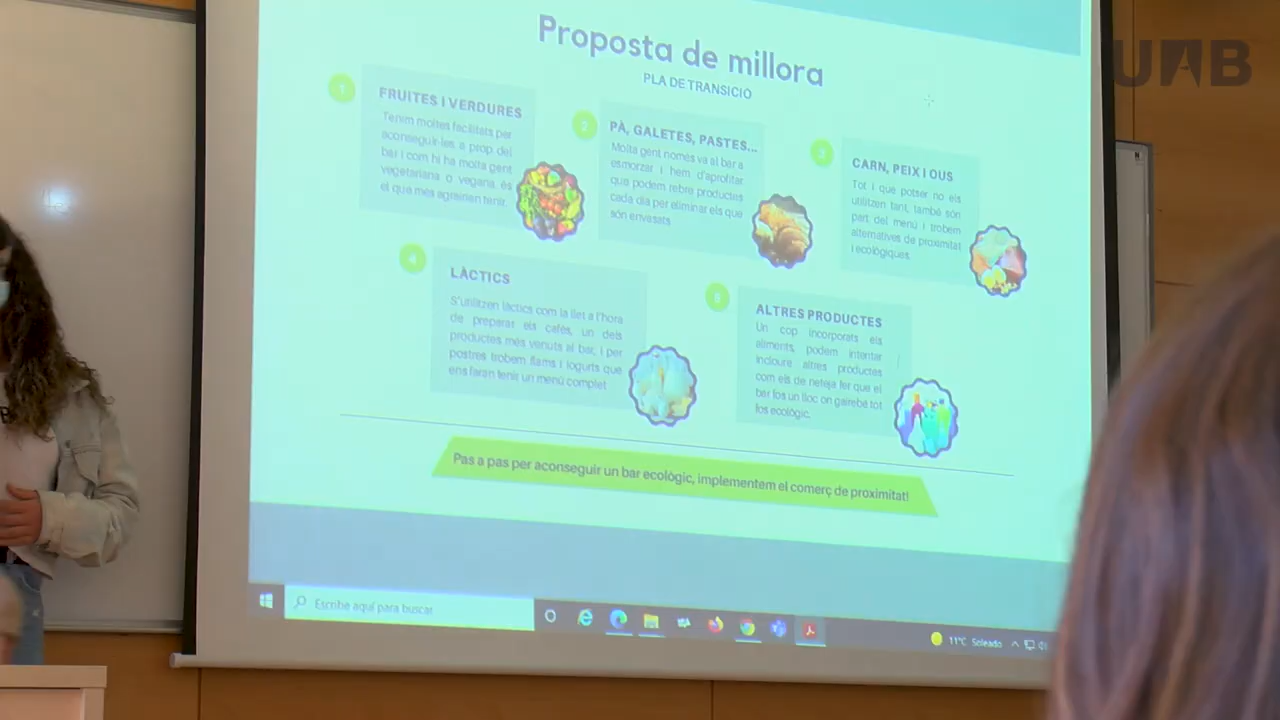 UAB
Proposta de millora
PLA DE TRANSICIÓ
1
FRUITES I VERDURES
Tenim moltes facilitats per
aconseguir-les a prop del
bar i com hi ha molta gent
vegetariana o vegana és
el que més agraeixen tenir.
2
PÀ, GALETES, PASTES...
Molta gent només va al bar a
esmorzar i hem d'aprofitar
que podem rebre productes
cada dia per eliminar els que
són envasats
3
CARN, PEIX I OUS
Tot i que potser no els
utilitzen tant, també són
part del menú i trobem
alternatives de proximitat
i ecològiques
4
LÀCTICS
S'utilitzen làctics com la llet a l'hora
de preparar els cafés, un dels
productes més venuts al bar, i per
postres trobem flams i iogurts que
ens faran tenir un menú complet
5
ALTRES PRODUCTES
Un cop incorporats els
aliments, podem intentar
incloure altres productes
com els de neteja fer que el
bar fos un lloc on gairebé tot
fos ecològic.
Pas a pas per aconseguir un bar ecològic, implementem el comerç de proximitat!
Escribe aquí para buscar
11°C Soleado